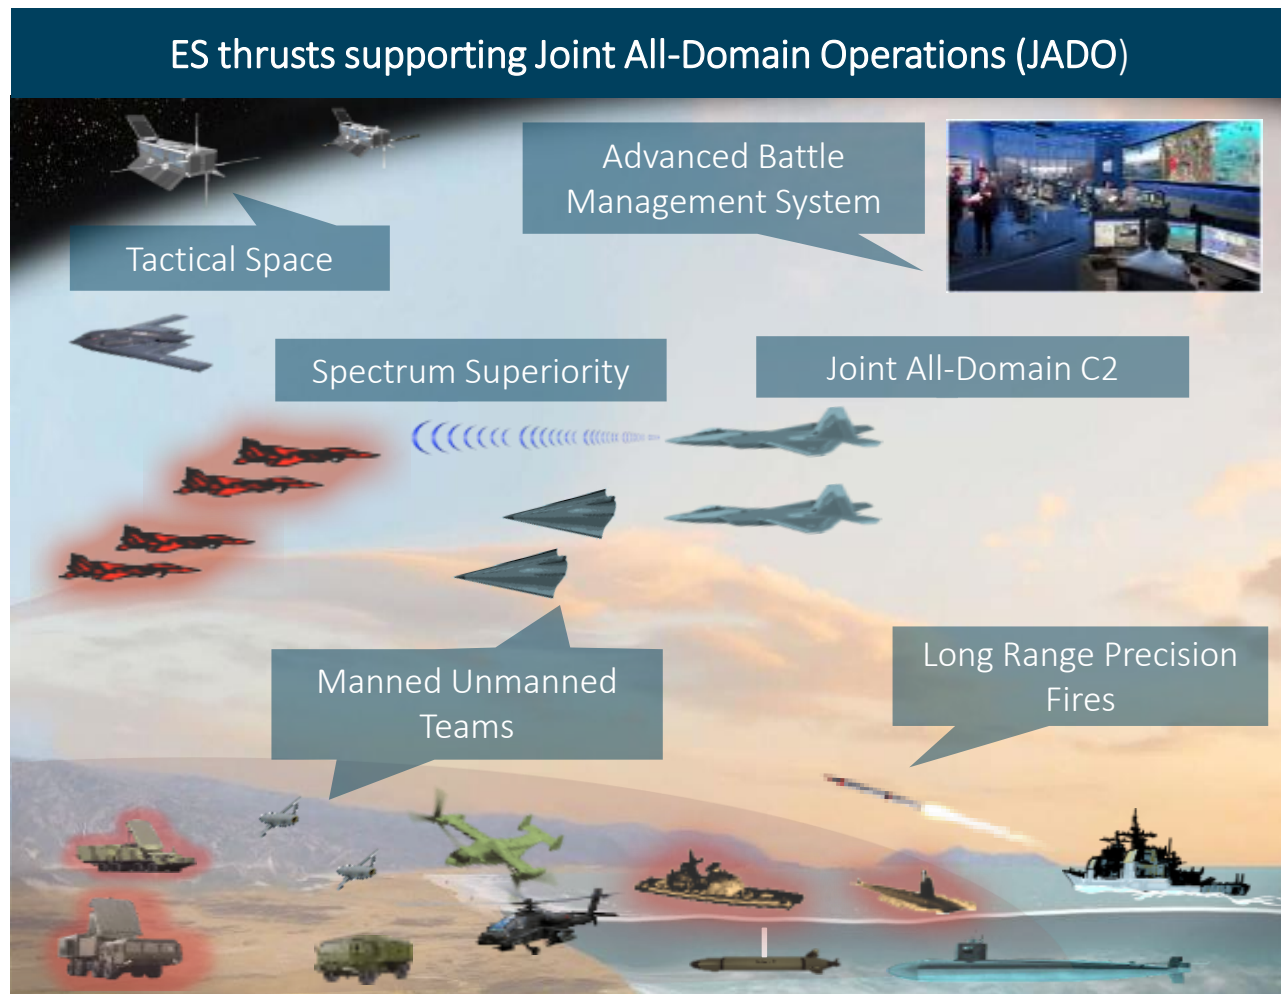 ES thrusts supporting Joint All-Domain Operations (JADO)
Advanced Battle
Management System
Tactical Space
Spectrum Superiority
Joint All-Domain C2
Manned Unmanned
Teams
Long Range Precision
Fires